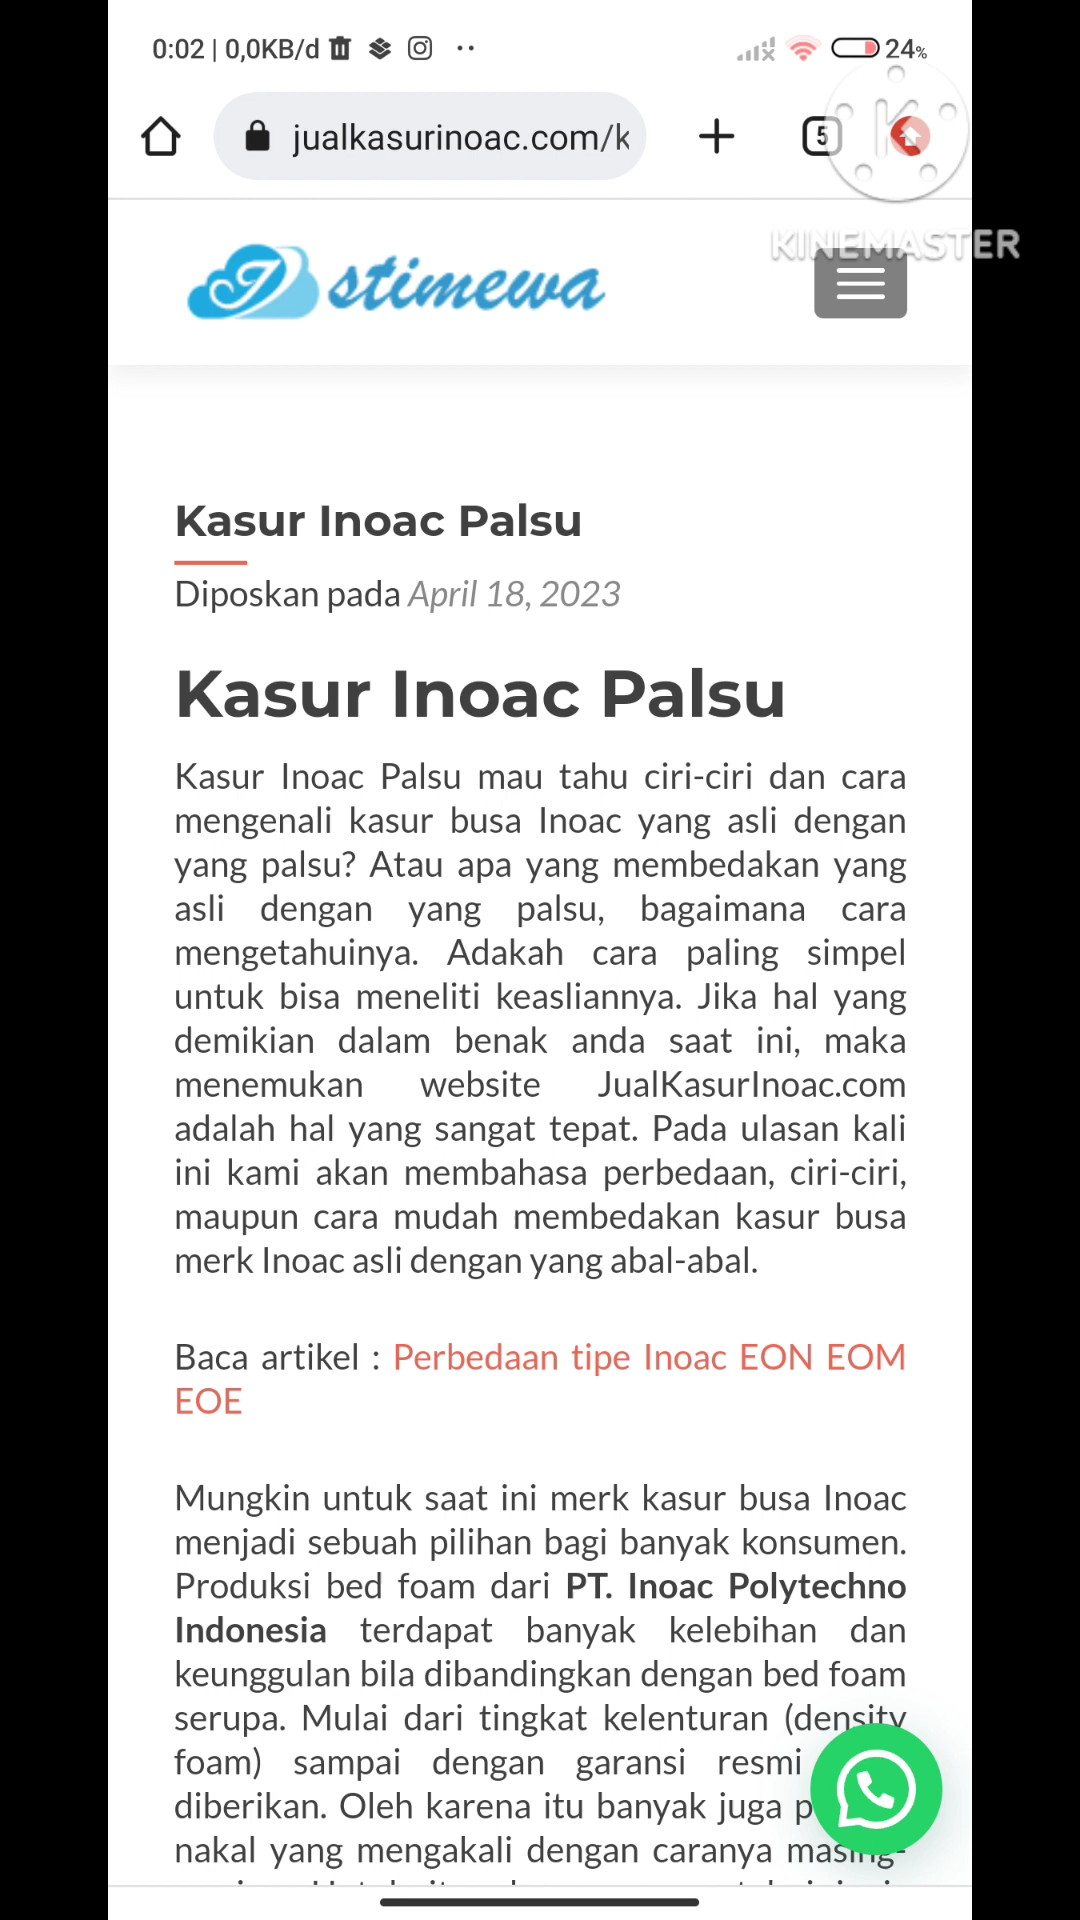 0:02 | 0,0KB/d
24%
jualkasurinoac.com/k
5
KINEMASTER
stimewa
Kasur Inoac Palsu
Diposkan pada April 18, 2023
Kasur Inoac Palsu
Kasur Inoac Palsu mau tahu ciri-ciri dan cara
mengenali kasur busa Inoac yang asli dengan
yang palsu? Atau apa yang membedakan yang
asli dengan yang palsu, bagaimana cara
mengetahuinya. Adakah cara paling simpel
untuk bisa meneliti keasliannya. Jika hal yang
demikian dalam benak anda saat ini, maka
menemukan website JualKasurInoac.com
adalah hal yang sangat tepat. Pada ulasan kali
ini kami akan membahasa perbedaan, ciri-ciri,
maupun cara mudah membedakan kasur busa
merk Inoac asli dengan yang abal-abal.
Baca artikel : Perbedaan tipe Inoac EON EOM
EOE
Mungkin untuk saat ini merk kasur busa Inoac
menjadi sebuah pilihan bagi banyak konsumen.
Produksi bed foam dari PT. Inoac Polytechno
Indonesia terdapat banyak kelebihan dan
keunggulan bila dibandingkan dengan bed foam
serupa. Mulai dari tingkat kelenturan (density
foam) sampai dengan garansi resmi
diberikan. Oleh karena itu banyak juga p
nakal yang mengakali dengan caranya masing-